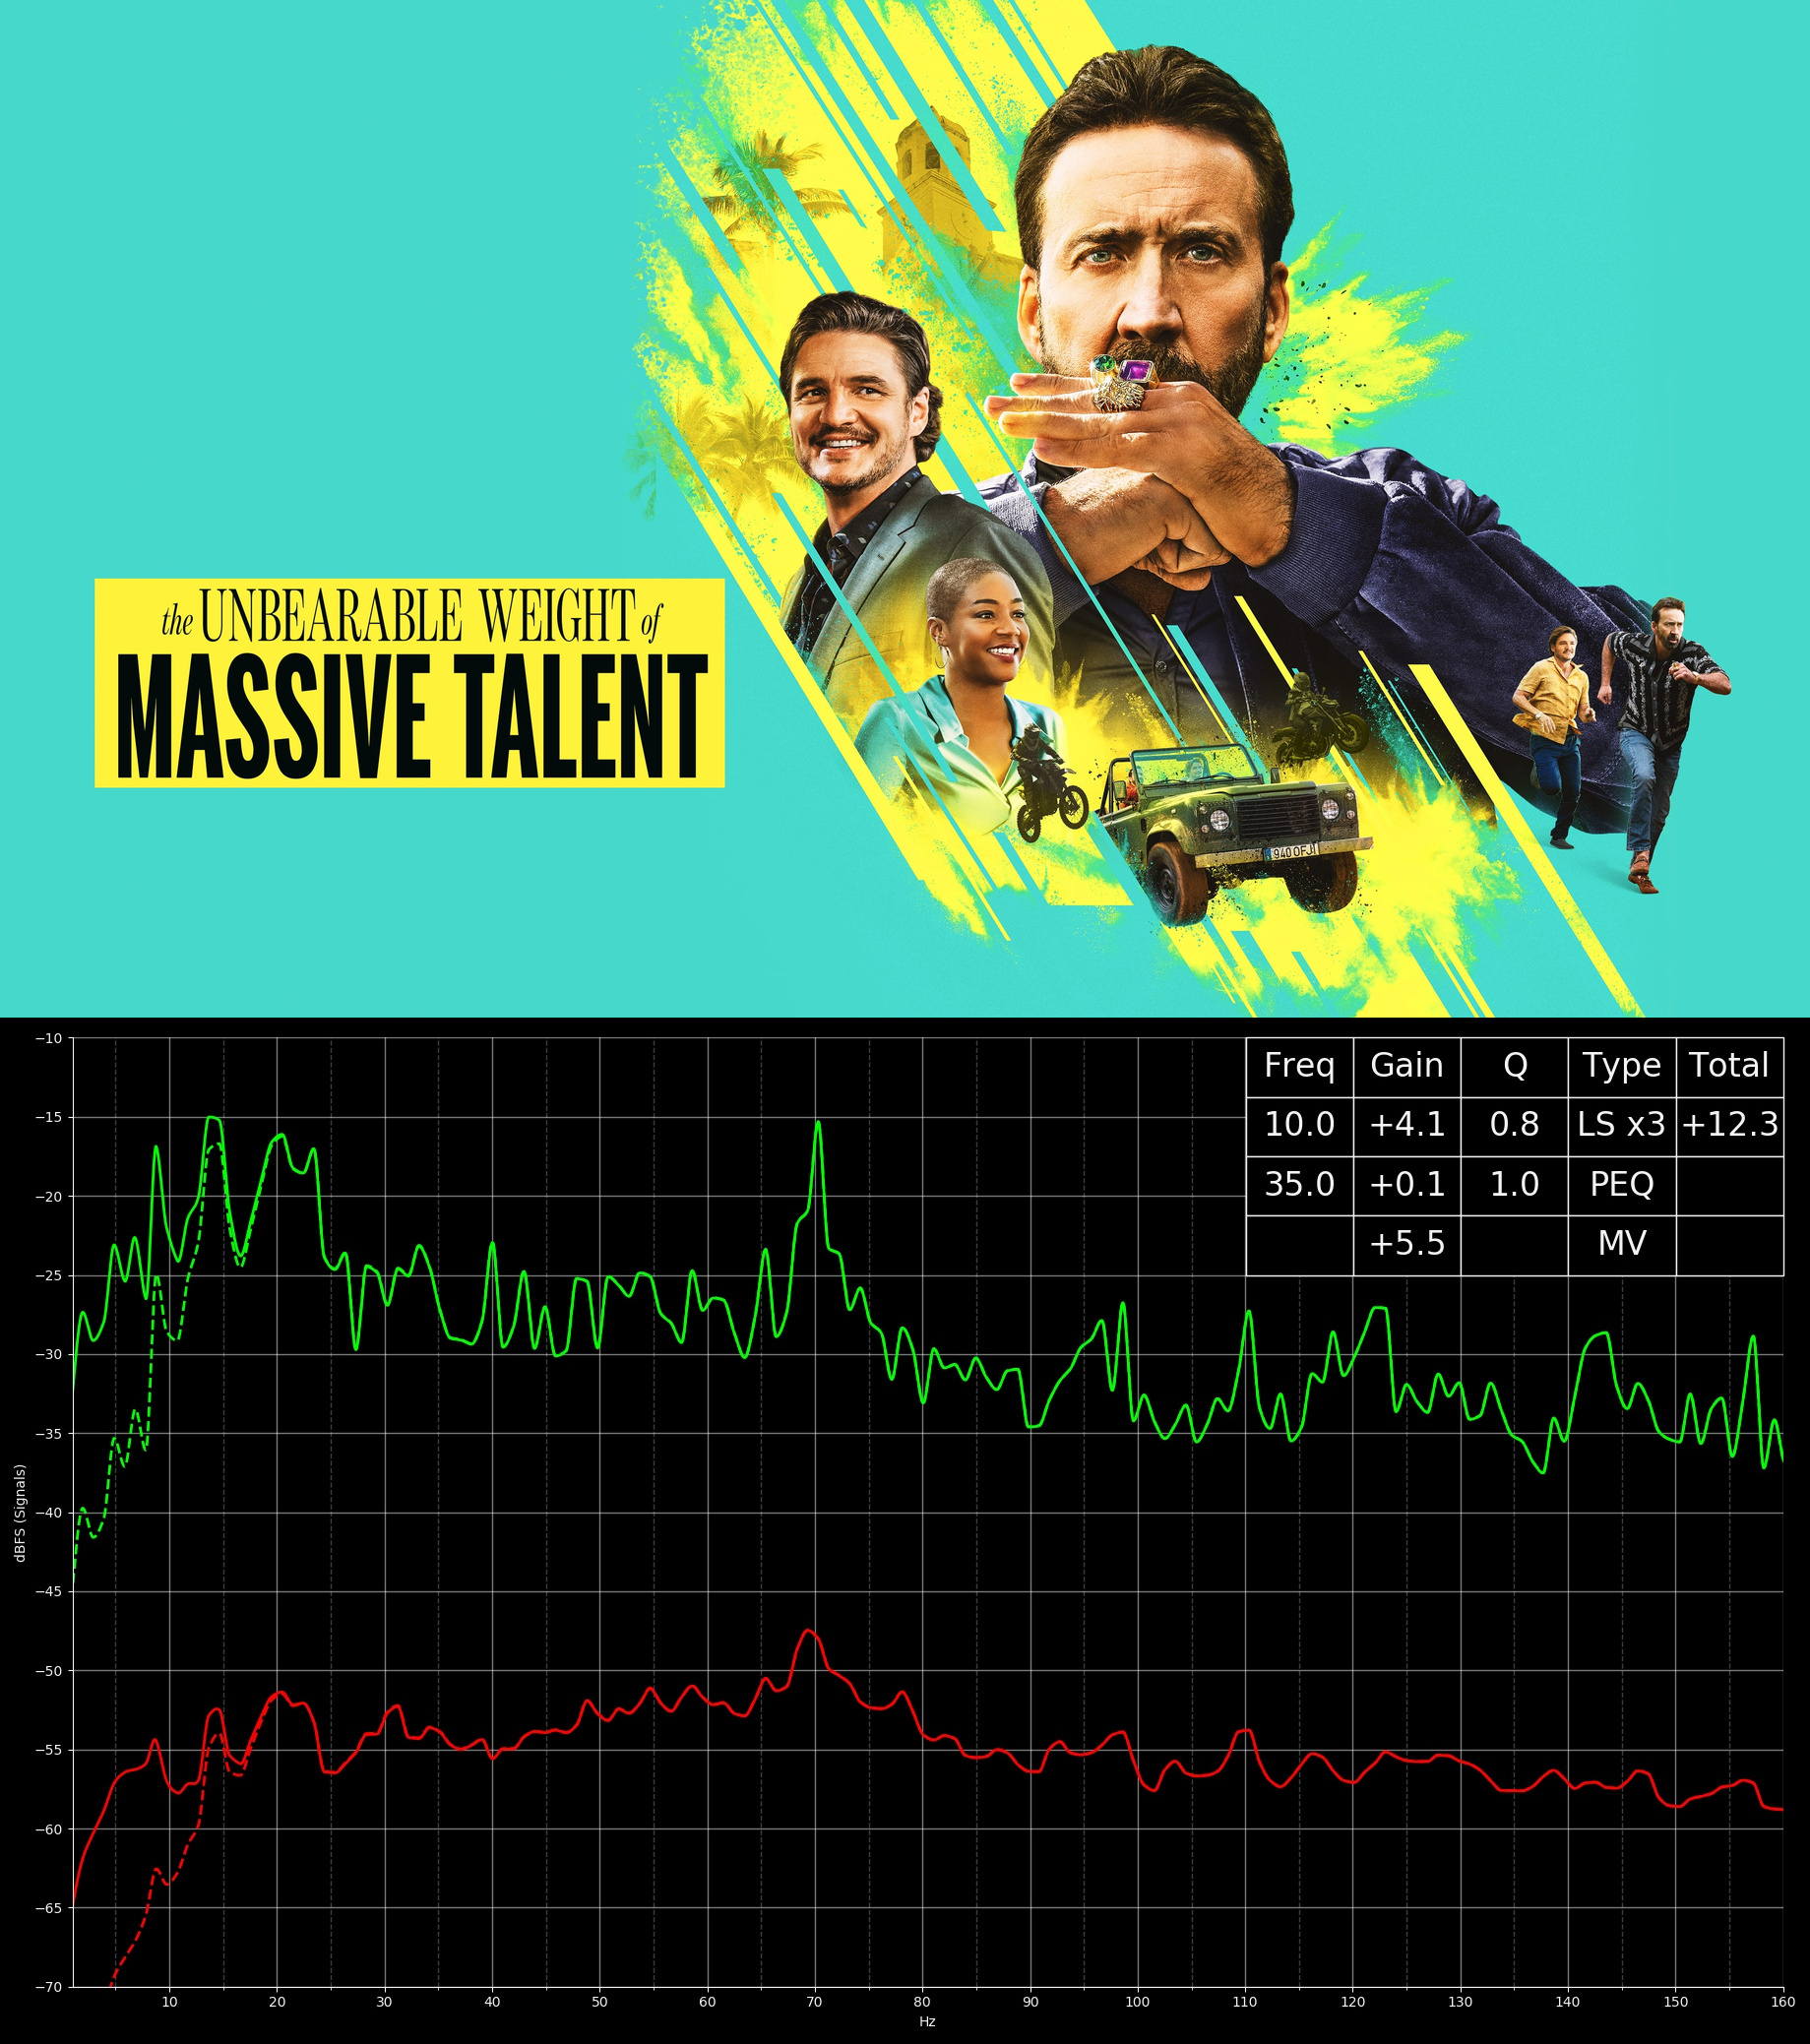 the UNBEARABLE WEIGHT of
MASSIVE TALENT
940 OFJ
Freq Gain Q Type Total
10.0 +4.1 0.8 LS x3 +12.3
35.0 +0.1 1.0 PEQ
+5.5 MV
−10
−15
−20
−25
−30
−35
−40
−45
−50
−55
−60
−65
−70
dBFS (Signals)
10 20 30 40 50 60 70 80 90 100 110 120 130 140 150 160
Hz